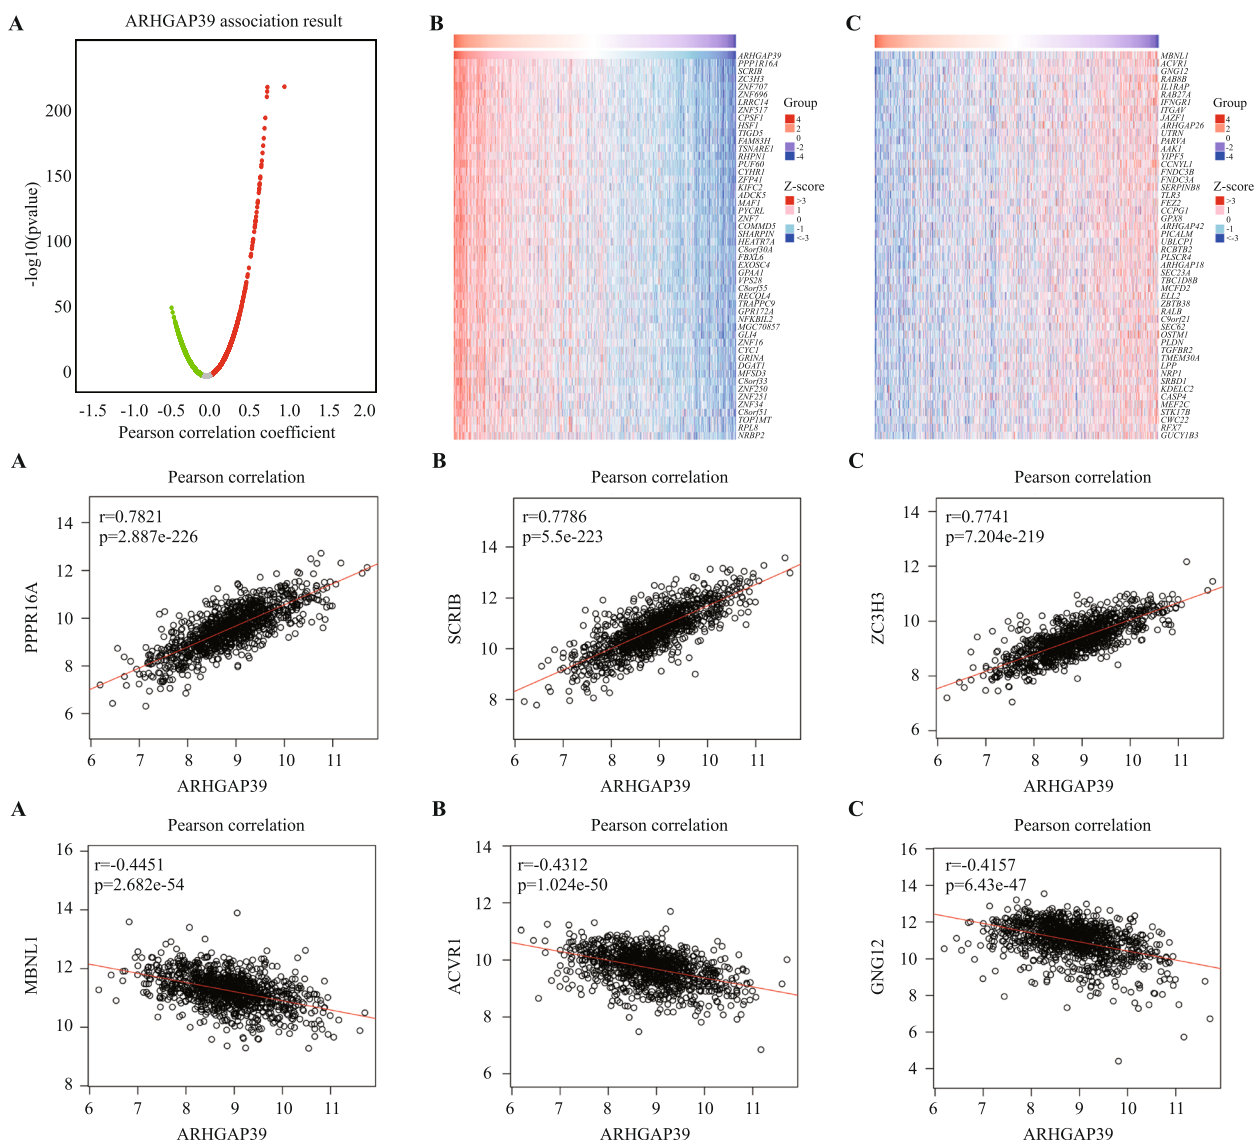 A
ARHGAP39 association result
-log10(pvalue)
200
150
100
50
0
-1.5 -1.0 -0.5 0.0 0.5 1.0 1.5 2.0
Pearson correlation coefficient
B
ARHGAP39
PPP1R16A
SCRIB
ZC3H3
ZNF707
ZNF696
LRRC14
ZNF517
CPSF1
HSF1
TIGD5
FAM83H
TSNARE1
RHPN1
PUF60
CYHR1
ZFP41
KIFC2
ADCK5
MAF1
PYCRL
ZNF7
COMMD5
SHARPIN
HEATR7A
C8orf30A
FBXL6
EXOSC4
GPAA1
VPS28
C8orf55
RECQL4
TRAPPC9
GPR172A
NFKBIL2
MGC70857
GLI4
ZNF16
CYC1
GRINA
DGAT1
MFSD3
C8orf33
ZNF250
ZNF251
ZNF34
C8orf51
TOP1MT
RPL8
NRBP2
Group
4
2
0
-2
-4
Z-score
>3
1
0
-1
<-3
C
MBNL1
ACVR1
GNG12
RAB8B
IL1RAP
RAB27A
IFNGR1
ITGAV
JAZF1
ARHGAP26
UTRN
PARVA
AAK1
YIPF5
CCNYL1
FNDC3B
FNDC3A
SERPINB8
TLR3
FEZ2
CCPG1
GPX8
ARHGAP42
PICALM
UBLCP1
RCBTB2
PLSCR4
ARHGAP18
SEC23A
TBC1D8B
MCFD2
ELL2
ZBTB38
RALB
C9orf21
SEC62
OSTM1
PLDN
TGFBR2
TMEM30A
LPP
NRP1
SRBD1
KDELC2
CASP4
MEF2C
STK17B
CWC22
RFX7
GUCY1B3
Group
4
2
0
-2
-4
Z-score
>3
1
0
-1
<-3
A
Pearson correlation
r=0.7821
p=2.887e-226
PPPR16A
14
12
10
8
6
6 7 8 9 10 11
ARHGAP39
B
Pearson correlation
r=0.7786
p=5.5e-223
SCRIB
14
12
10
8
6 7 8 9 10 11
ARHGAP39
C
Pearson correlation
r=0.7741
p=7.204e-219
ZC3H3
14
12
10
8
6
6 7 8 9 10 11
ARHGAP39
A
Pearson correlation
r=-0.4451
p=2.682e-54
MBNL1
16
14
12
10
8
6 7 8 9 10 11
ARHGAP39
B
Pearson correlation
r=-0.4312
p=1.024e-50
ACVR1
14
12
10
8
6
6 7 8 9 10 11
ARHGAP39
C
Pearson correlation
r=-0.4157
p=6.43e-47
GNG12
16
14
12
10
8
6
4
6 7 8 9 10 11
ARHGAP39